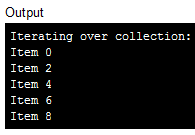 Output
Iterating over collection:
Item 0
Item 2
Item 4
Item 6
Item 8